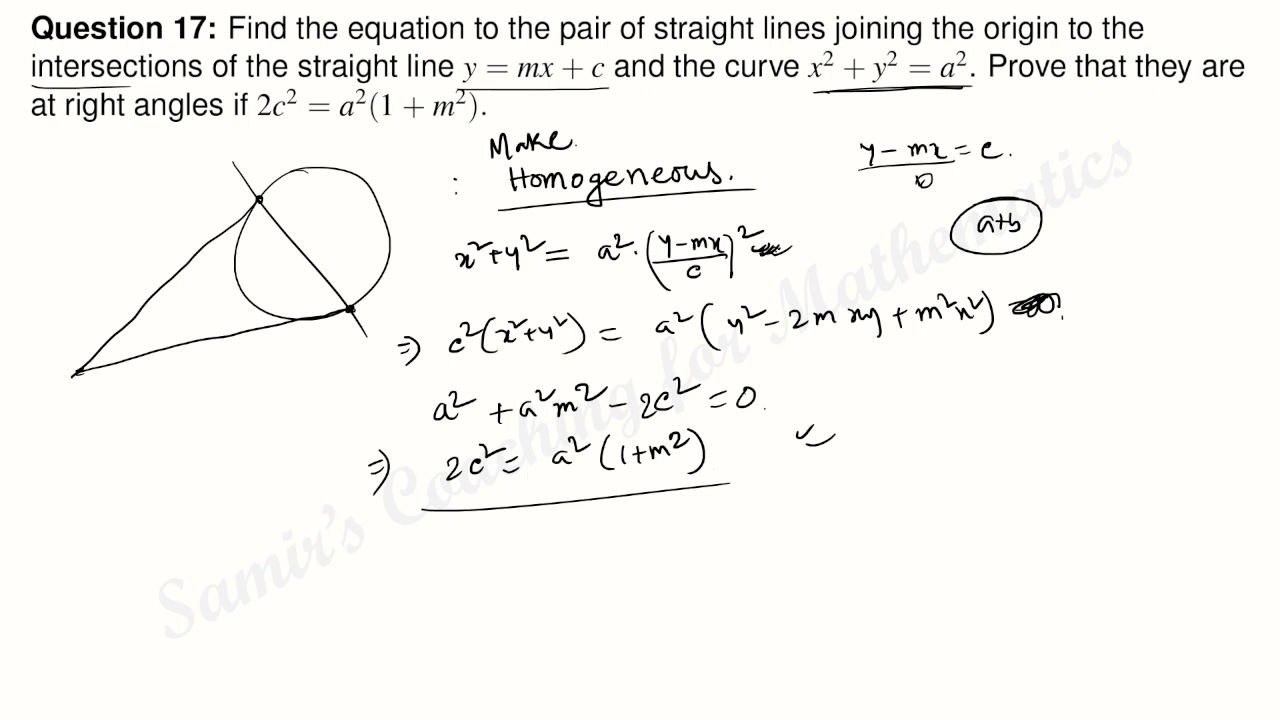 Question 17: Find the equation to the pair of straight lines joining the origin to the
intersections of the straight line y = mx + c and the curve x² + y² = a². Prove that they are
at right angles if 2c² = a²(1 + m²).
Make
: Homogeneous.
y - mx = c.
a+b
x²+y² = a². (y-mx/c)²
⇒ c²(x²+y²) = a²(y² - 2mxy + m²x²)
a² + a²m² - 2c² = 0.
⇒ 2c² = a²(1+m²)
Samir's Coaching for Mathematics